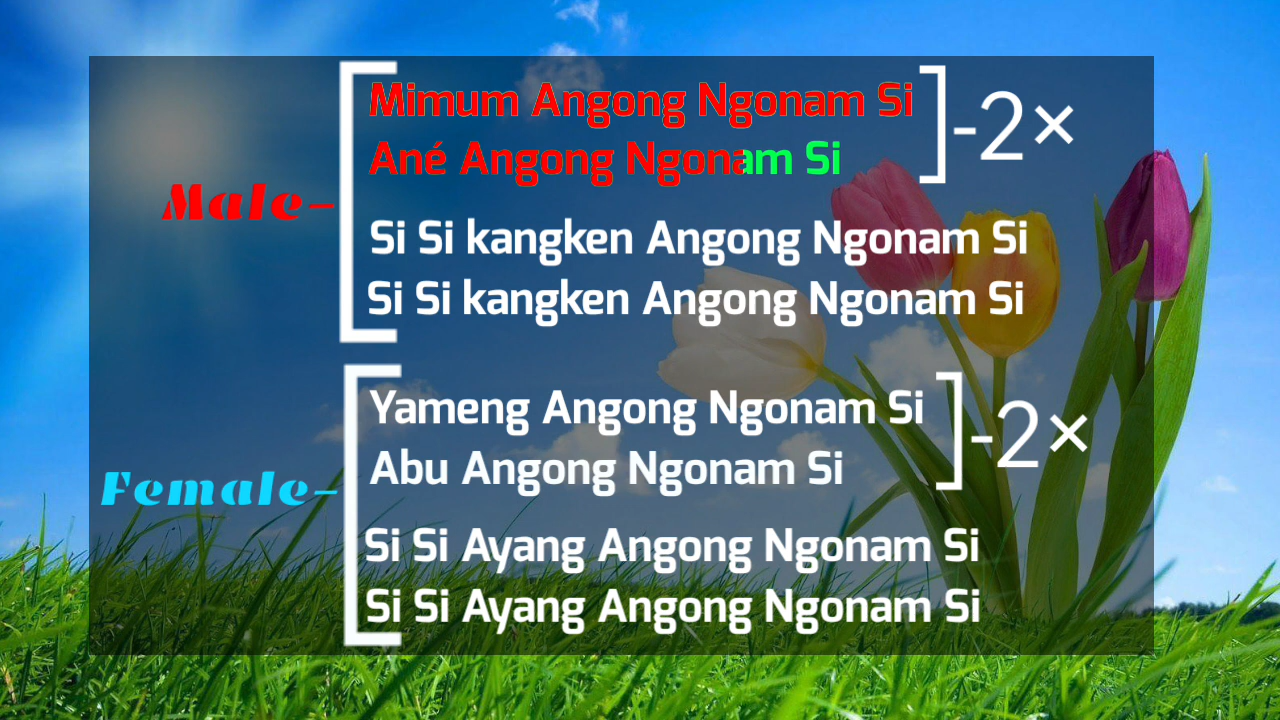 Mimum Angong Ngonam Si
Ané Angong Ngonam Si
-2×
Male-
Si Si kangken Angong Ngonam Si
Si Si kangken Angong Ngonam Si
Yameng Angong Ngonam Si
Abu Angong Ngonam Si
-2×
Female-
Si Si Ayang Angong Ngonam Si
Si Si Ayang Angong Ngonam Si